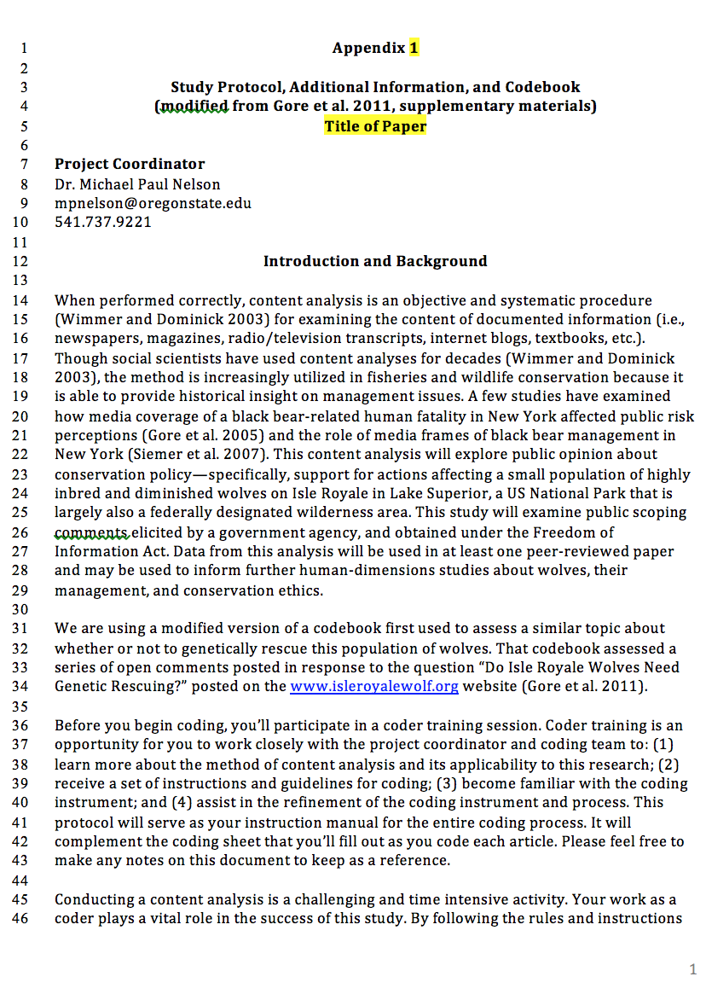 1 Appendix 1
2
3 Study Protocol, Additional Information, and Codebook
4 (modified from Gore et al. 2011, supplementary materials)
5 Title of Paper
6
7 Project Coordinator
8 Dr. Michael Paul Nelson
9 mpnelson@oregonstate.edu
10 541.737.9221
11
12 Introduction and Background
13
14 When performed correctly, content analysis is an objective and systematic procedure
15 (Wimmer and Dominick 2003) for examining the content of documented information (i.e.,
16 newspapers, magazines, radio/television transcripts, internet blogs, textbooks, etc.).
17 Though social scientists have used content analyses for decades (Wimmer and Dominick
18 2003), the method is increasingly utilized in fisheries and wildlife conservation because it
19 is able to provide historical insight on management issues. A few studies have examined
20 how media coverage of a black bear-related human fatality in New York affected public risk
21 perceptions (Gore et al. 2005) and the role of media frames of black bear management in
22 New York (Siemer et al. 2007). This content analysis will explore public opinion about
23 conservation policy—specifically, support for actions affecting a small population of highly
24 inbred and diminished wolves on Isle Royale in Lake Superior, a US National Park that is
25 largely also a federally designated wilderness area. This study will examine public scoping
26 comments elicited by a government agency, and obtained under the Freedom of
27 Information Act. Data from this analysis will be used in at least one peer-reviewed paper
28 and may be used to inform further human-dimensions studies about wolves, their
29 management, and conservation ethics.
30
31 We are using a modified version of a codebook first used to assess a similar topic about
32 whether or not to genetically rescue this population of wolves. That codebook assessed a
33 series of open comments posted in response to the question “Do Isle Royale Wolves Need
34 Genetic Rescuing?” posted on the www.isleroyalewolf.org website (Gore et al. 2011).
35
36 Before you begin coding, you’ll participate in a coder training session. Coder training is an
37 opportunity for you to work closely with the project coordinator and coding team to: (1)
38 learn more about the method of content analysis and its applicability to this research; (2)
39 receive a set of instructions and guidelines for coding; (3) become familiar with the coding
40 instrument; and (4) assist in the refinement of the coding instrument and process. This
41 protocol will serve as your instruction manual for the entire coding process. It will
42 complement the coding sheet that you’ll fill out as you code each article. Please feel free to
43 make any notes on this document to keep as a reference.
44
45 Conducting a content analysis is a challenging and time intensive activity. Your work as a
46 coder plays a vital role in the success of this study. By following the rules and instructions
1